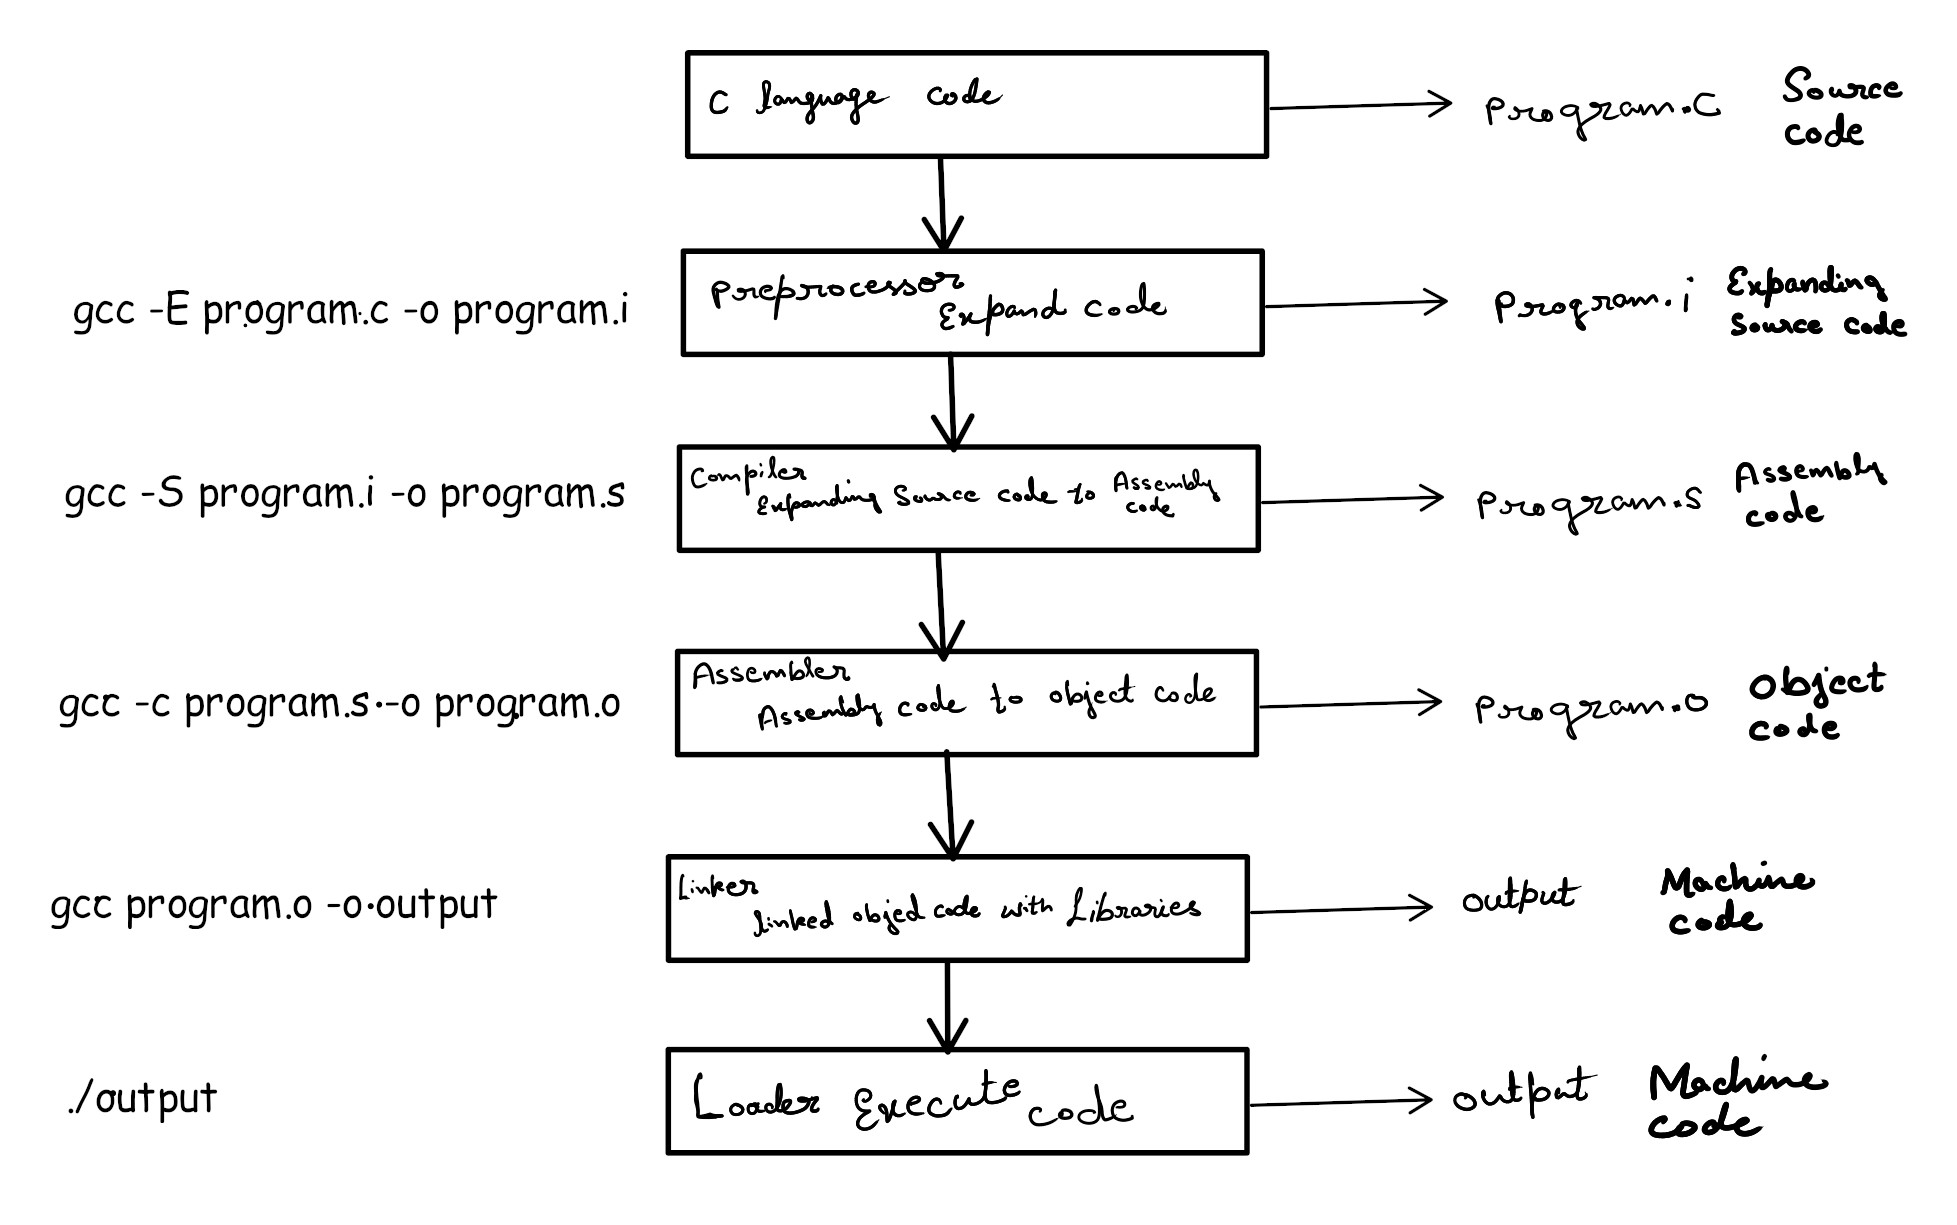 C language code
program.c
Source
code
gcc -E program.c -o program.i
Preprocessor
Expand code
program.i
Expanding
Source code
gcc -S program.i -o program.s
Compiler
Expanding Source code to Assembly
code
program.s
Assembly
code
gcc -c program.s -o program.o
Assembler
Assembly code to object code
program.o
Object
code
gcc program.o -o output
Linker
linked objed code with Libraries
output
Machine
code
./output
Loader Execute code
output
Machine
code